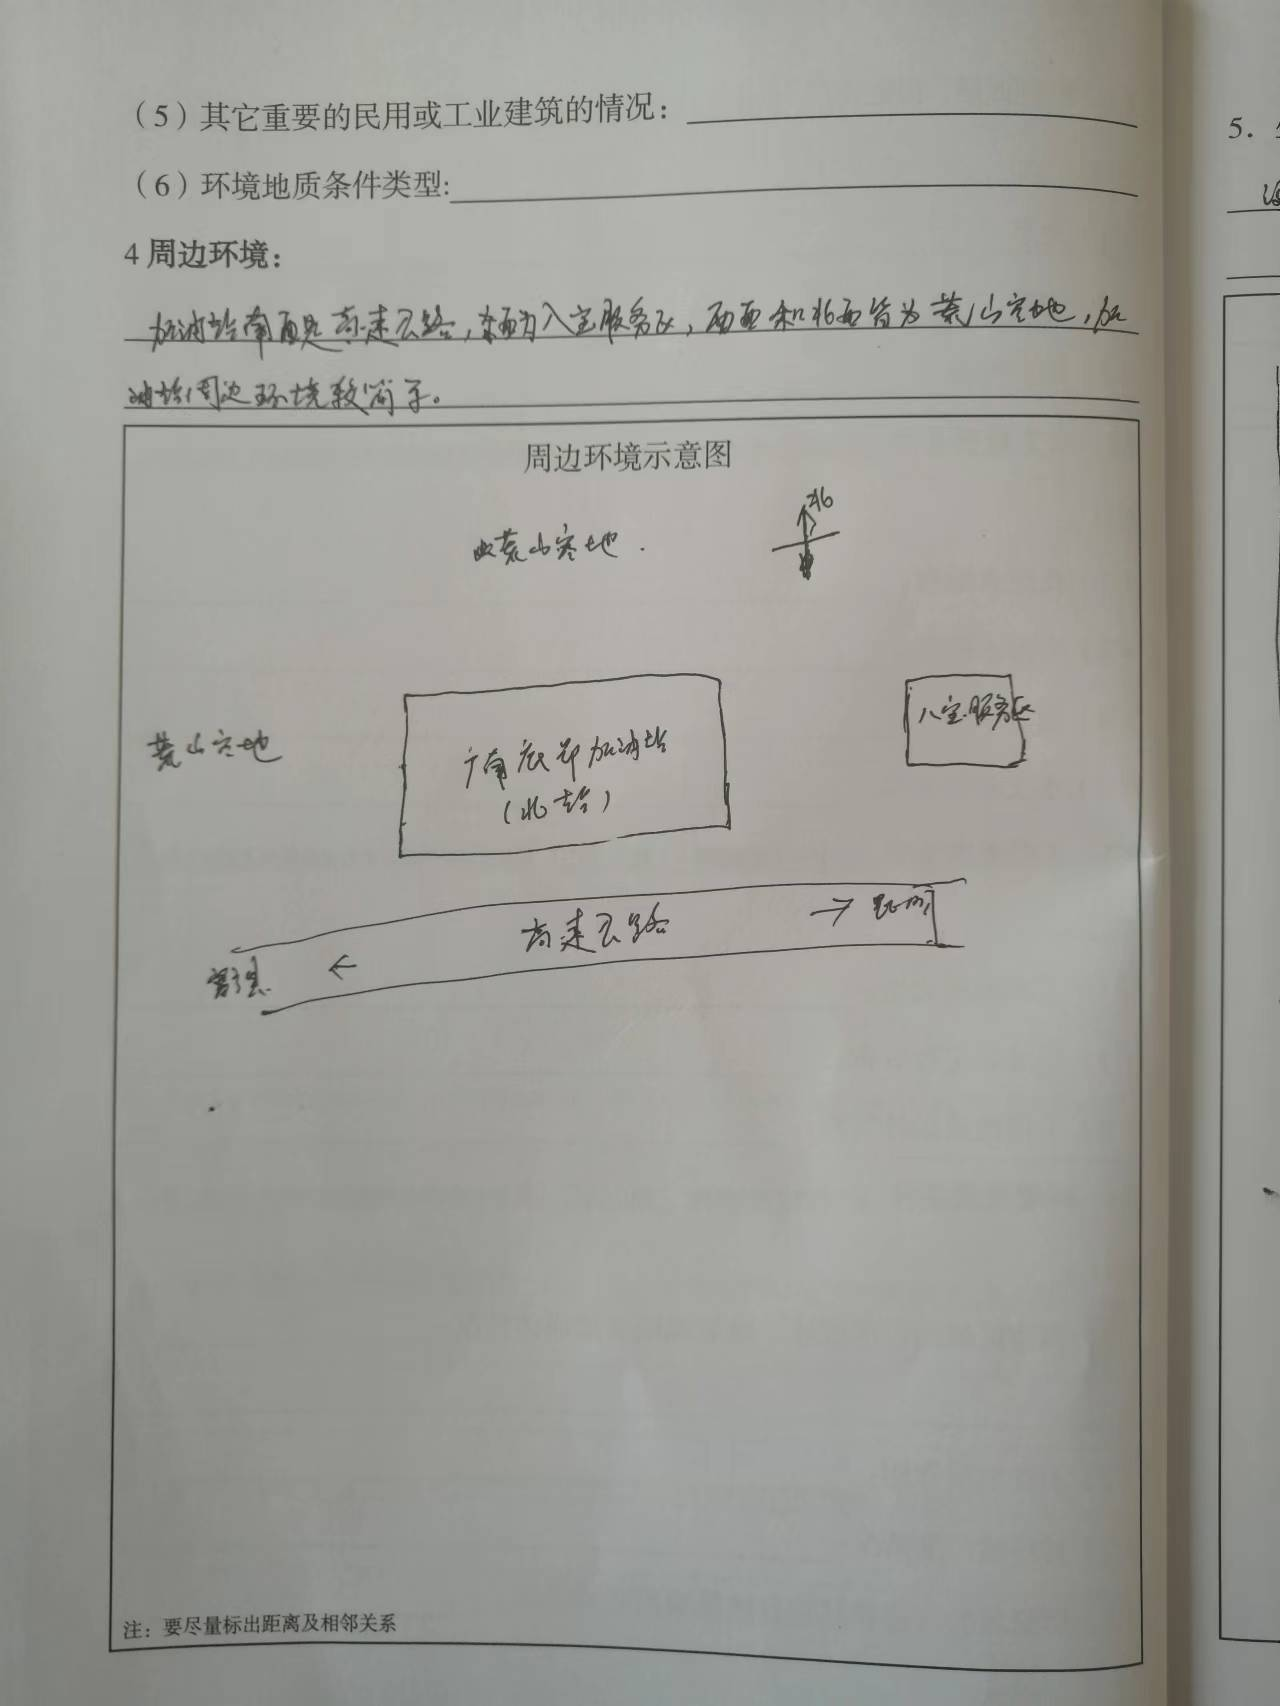 （5）其它重要的民用或工业建筑的情况：
（6）环境地质条件类型:
4 周边环境：
加油站南面是高速公路，东面为八宝服务区，西面和北面皆为荒山空地，加
油站周边环境较简单。
周边环境示意图
北
荒山空地
八宝服务区
荒山空地
广南底圩加油站
（北站）
高速公路
→
←
注：要尽量标出距离及相邻关系
5.